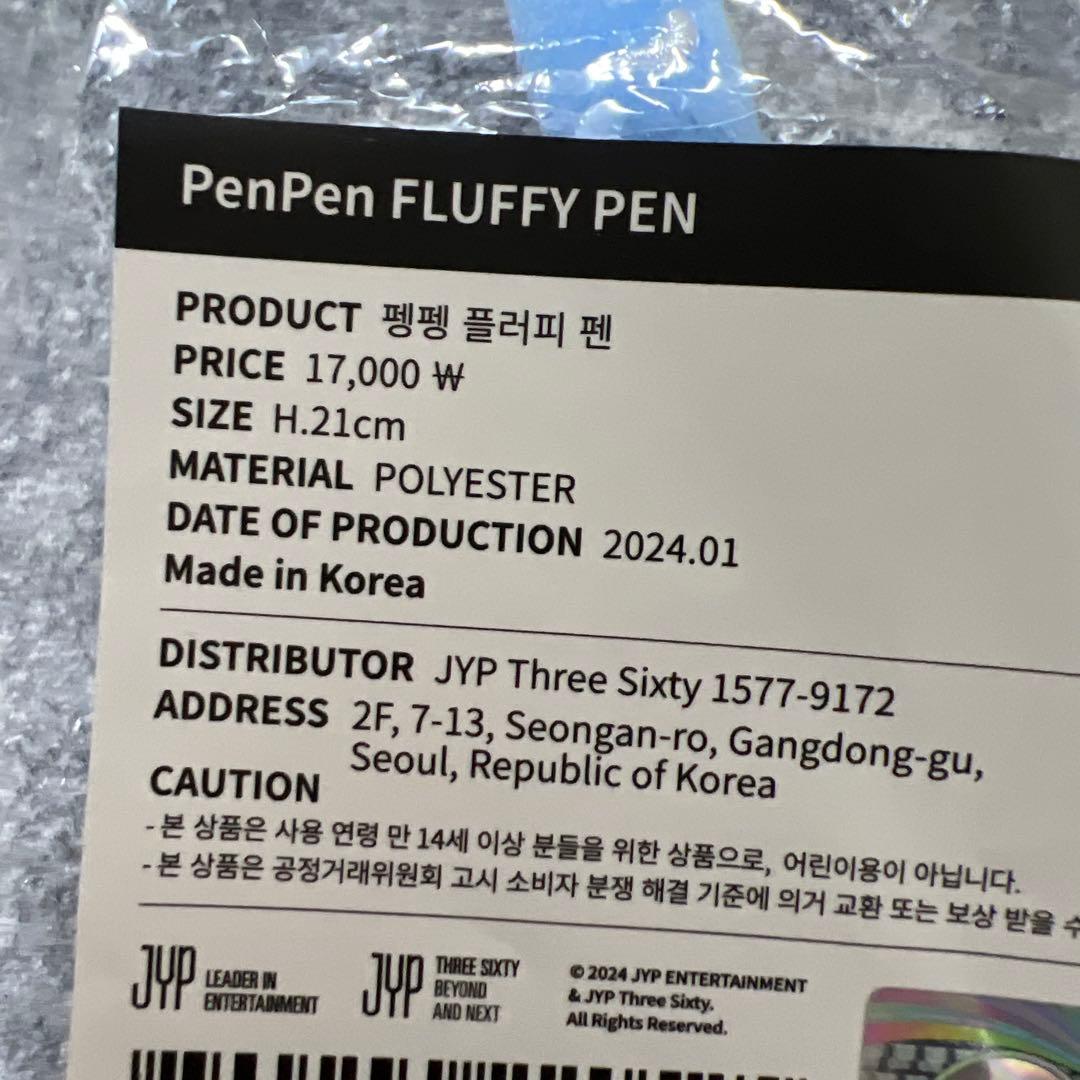 PenPen FLUFFY PEN
PRODUCT 펭펭 플러피 펜
PRICE 17,000 ₩
SIZE H.21cm
MATERIAL POLYESTER
DATE OF PRODUCTION 2024.01
Made in Korea
DISTRIBUTOR JYP Three Sixty 1577-9172
ADDRESS 2F, 7-13, Seongan-ro, Gangdong-gu,
Seoul, Republic of Korea
CAUTION
- 본 상품은 사용 연령 만 14세 이상 분들을 위한 상품으로, 어린이용이 아닙니다.
- 본 상품은 공정거래위원회 고시 소비자 분쟁 해결 기준에 의거 교환 또는 보상 받을 수
JYP LEADER IN
ENTERTAINMENT
JYP THREE SIXTY
BEYOND
AND NEXT
© 2024 JYP ENTERTAINMENT
& JYP Three Sixty.
All Rights Reserved.